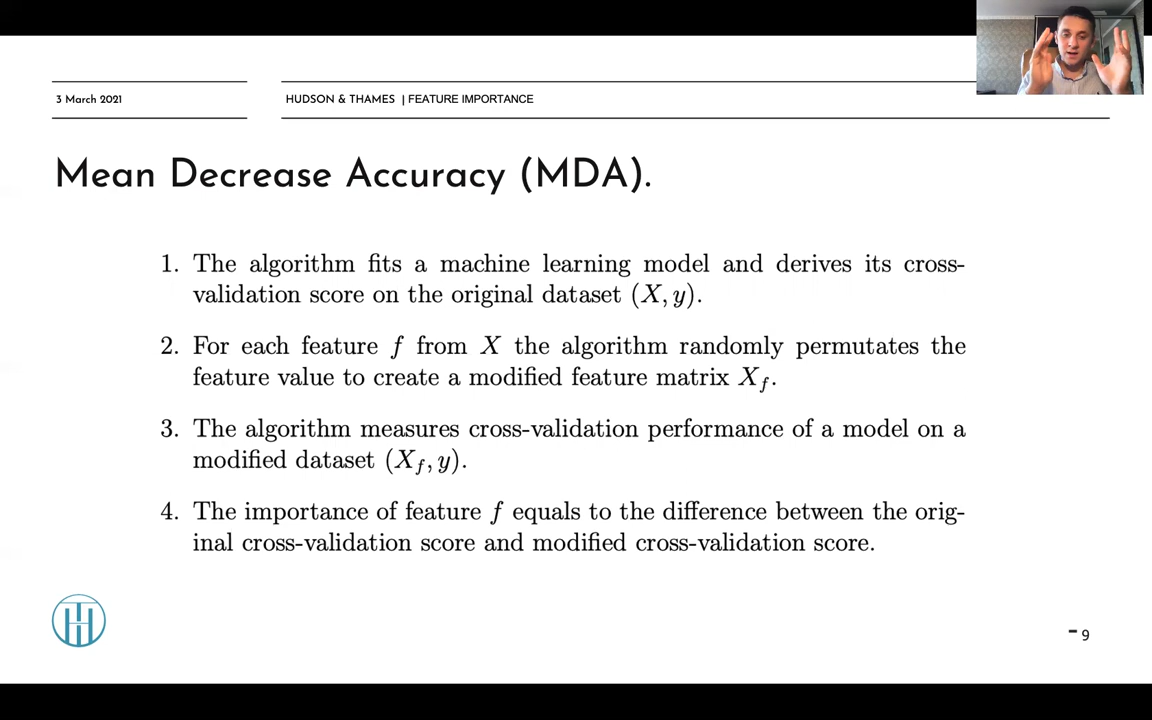 3 March 2021
HUDSON & THAMES | FEATURE IMPORTANCE
Mean Decrease Accuracy (MDA).
1. The algorithm fits a machine learning model and derives its cross-
validation score on the original dataset (X, y).
2. For each feature f from X the algorithm randomly permutates the
feature value to create a modified feature matrix X_f.
3. The algorithm measures cross-validation performance of a model on a
modified dataset (X_f, y).
4. The importance of feature f equals to the difference between the orig-
inal cross-validation score and modified cross-validation score.
- 9